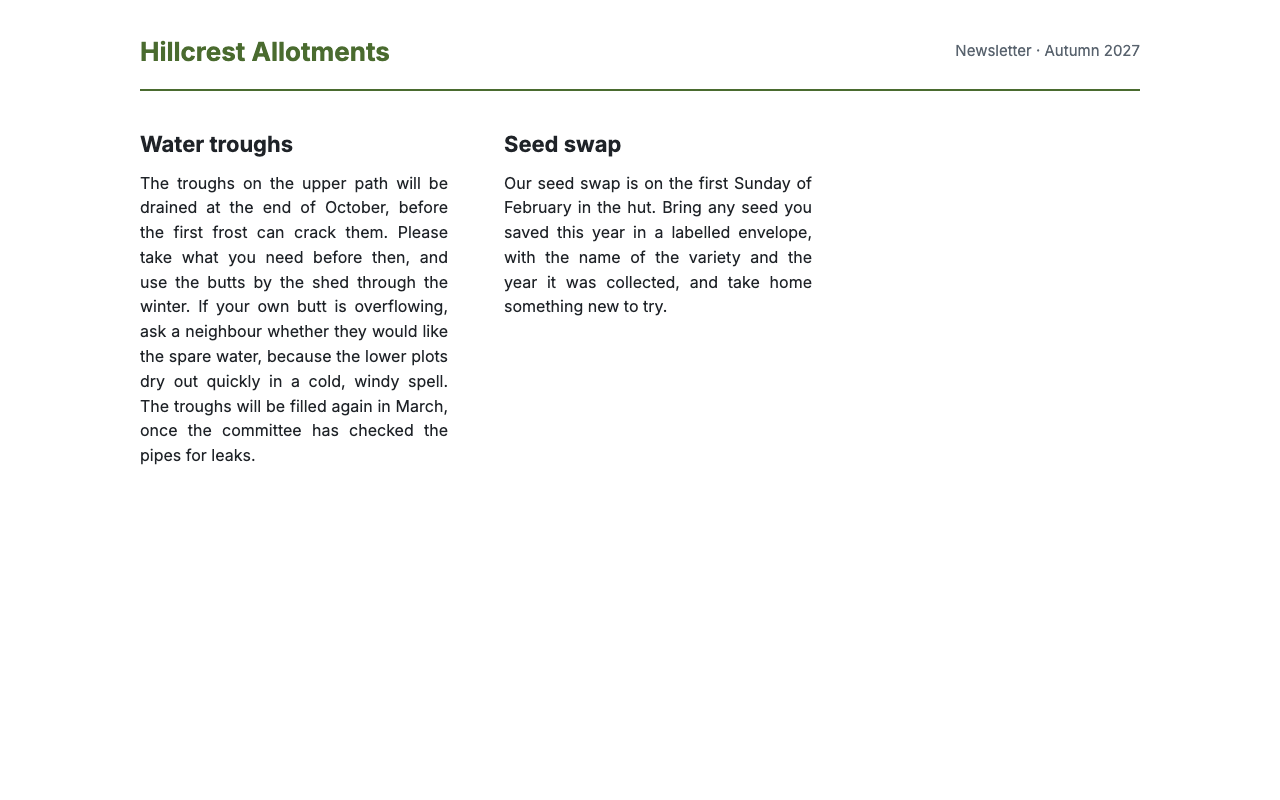 Hillcrest Allotments
Newsletter · Autumn 2027
Water troughs
The troughs on the upper path will be
drained at the end of October, before
the first frost can crack them. Please
take what you need before then, and
use the butts by the shed through the
winter. If your own butt is overflowing,
ask a neighbour whether they would like
the spare water, because the lower plots
dry out quickly in a cold, windy spell.
The troughs will be filled again in March,
once the committee has checked the
pipes for leaks.
Seed swap
Our seed swap is on the first Sunday of
February in the hut. Bring any seed you
saved this year in a labelled envelope,
with the name of the variety and the
year it was collected, and take home
something new to try.